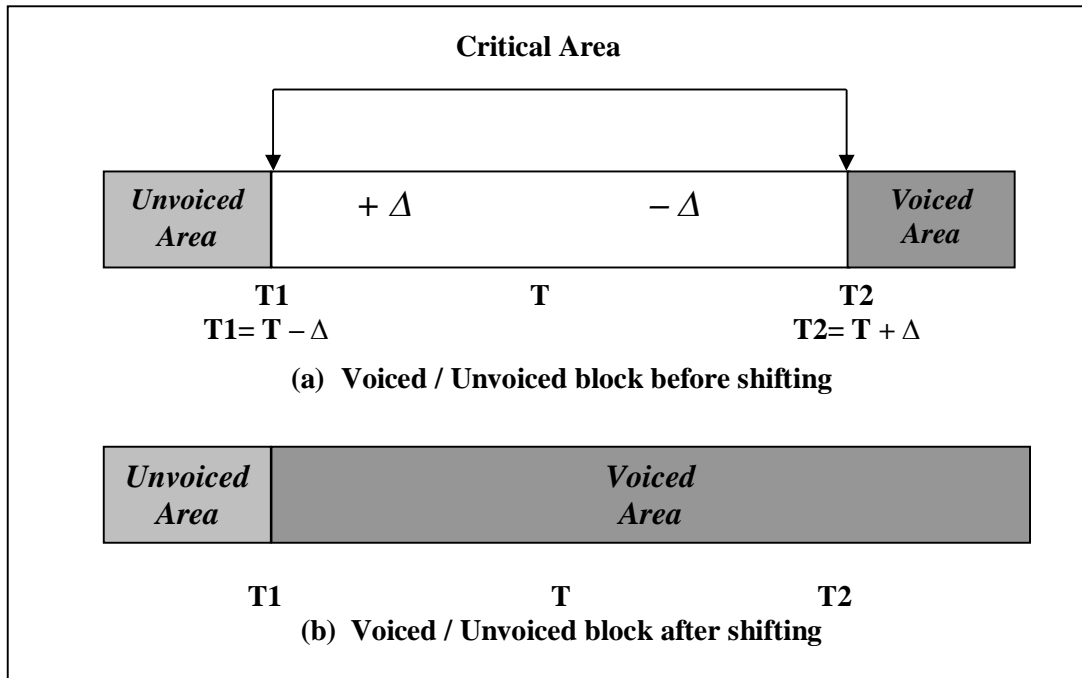 Critical Area
Unvoiced Area
+ Δ
− Δ
Voiced Area
T1
T
T2
T1= T − Δ
T2= T + Δ
(a) Voiced / Unvoiced block before shifting
Unvoiced Area
Voiced Area
T1
T
T2
(b) Voiced / Unvoiced block after shifting